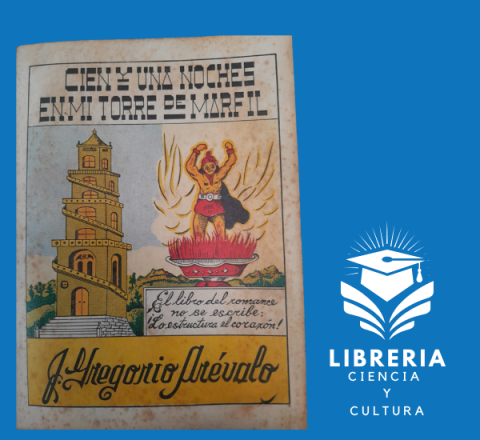 CIEN Y UNA NOCHES
EN MI TORRE DE MARFIL
¡El libro del romance
no se escribe:
Lo estructura el corazón!
J. Gregorio Arévalo
LIBRERIA
CIENCIA
Y
CULTURA